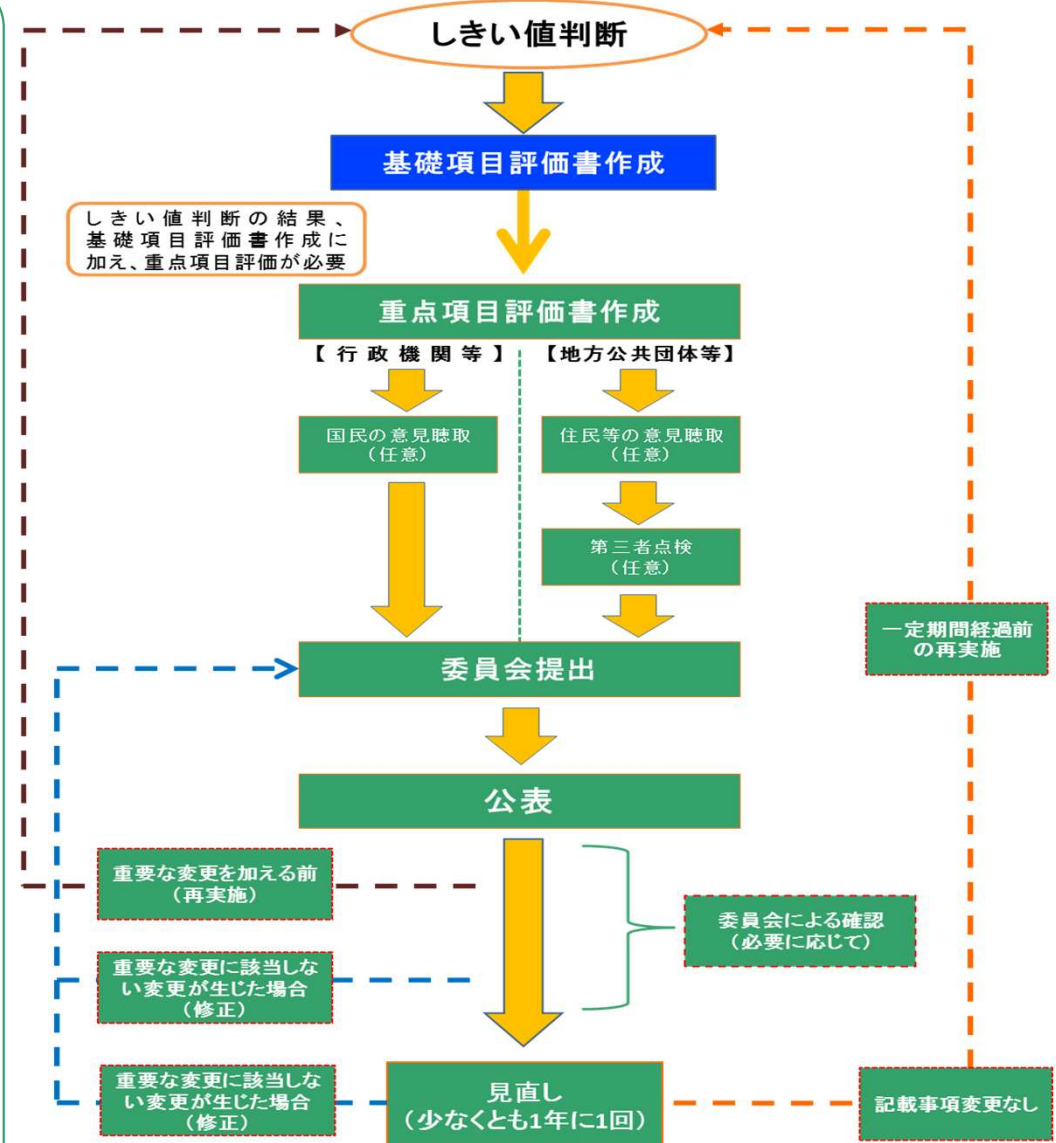 しきい値判断
基礎項目評価書作成
しきい値判断の結果、
基礎項目評価書作成に
加え、重点項目評価が必要
重点項目評価書作成
【行政機関等】
【地方公共団体等】
国民の意見聴取
(任意)
住民等の意見聴取
(任意)
第三者点検
(任意)
一定期間経過前
の再実施
委員会提出
公表
重要な変更を加える前
(再実施)
委員会による確認
(必要に応じて)
重要な変更に該当しな
い変更が生じた場合
(修正)
重要な変更に該当しな
い変更が生じた場合
(修正)
見直し
(少なくとも1年に1回)
記載事項変更なし